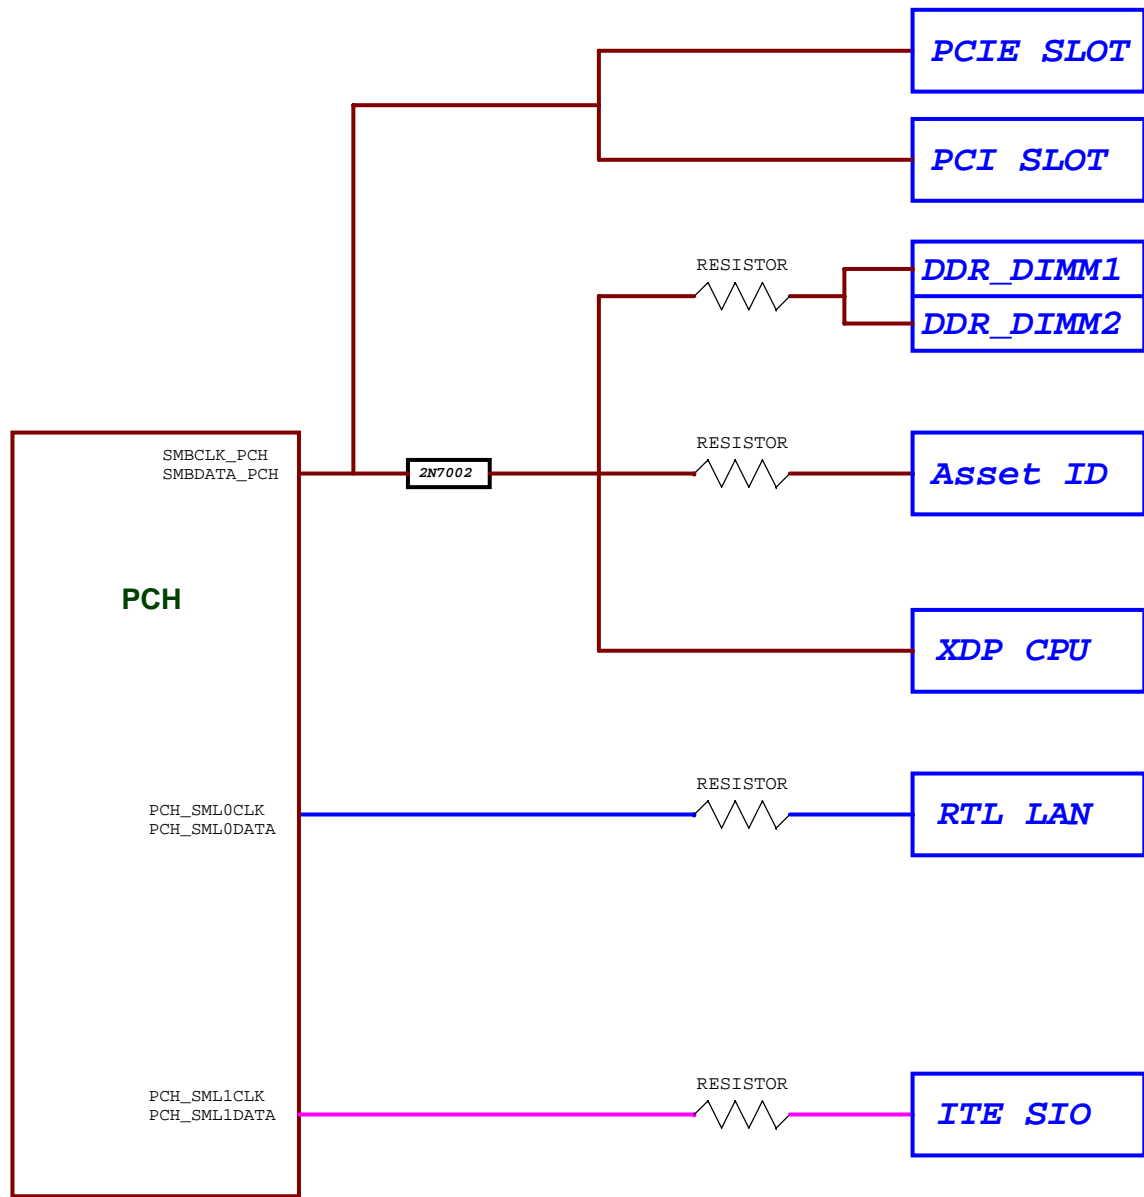 PCIE SLOT
PCI SLOT
RESISTOR
DDR_DIMM1
DDR_DIMM2
RESISTOR
SMBCLK_PCH
SMBDATA_PCH
2N7002
Asset ID
PCH
XDP CPU
RESISTOR
PCH_SML0CLK
PCH_SML0DATA
RTL LAN
RESISTOR
PCH_SML1CLK
PCH_SML1DATA
ITE SIO